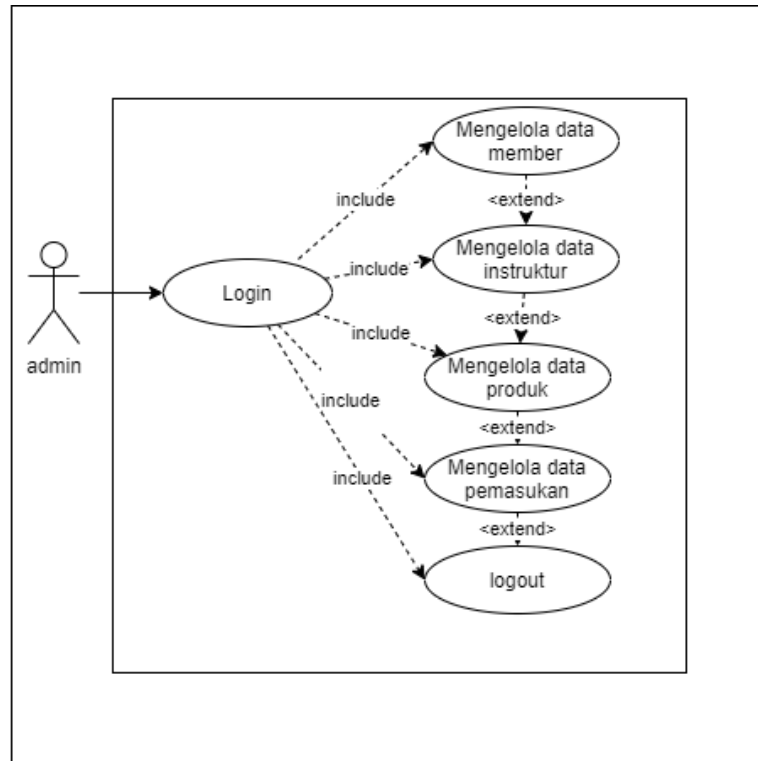 Mengelola data
member
include
<extend>
Mengelola data
instruktur
include
Login
<extend>
include
admin
Mengelola data
produk
include
<extend>
Mengelola data
pemasukan
include
<extend>
logout